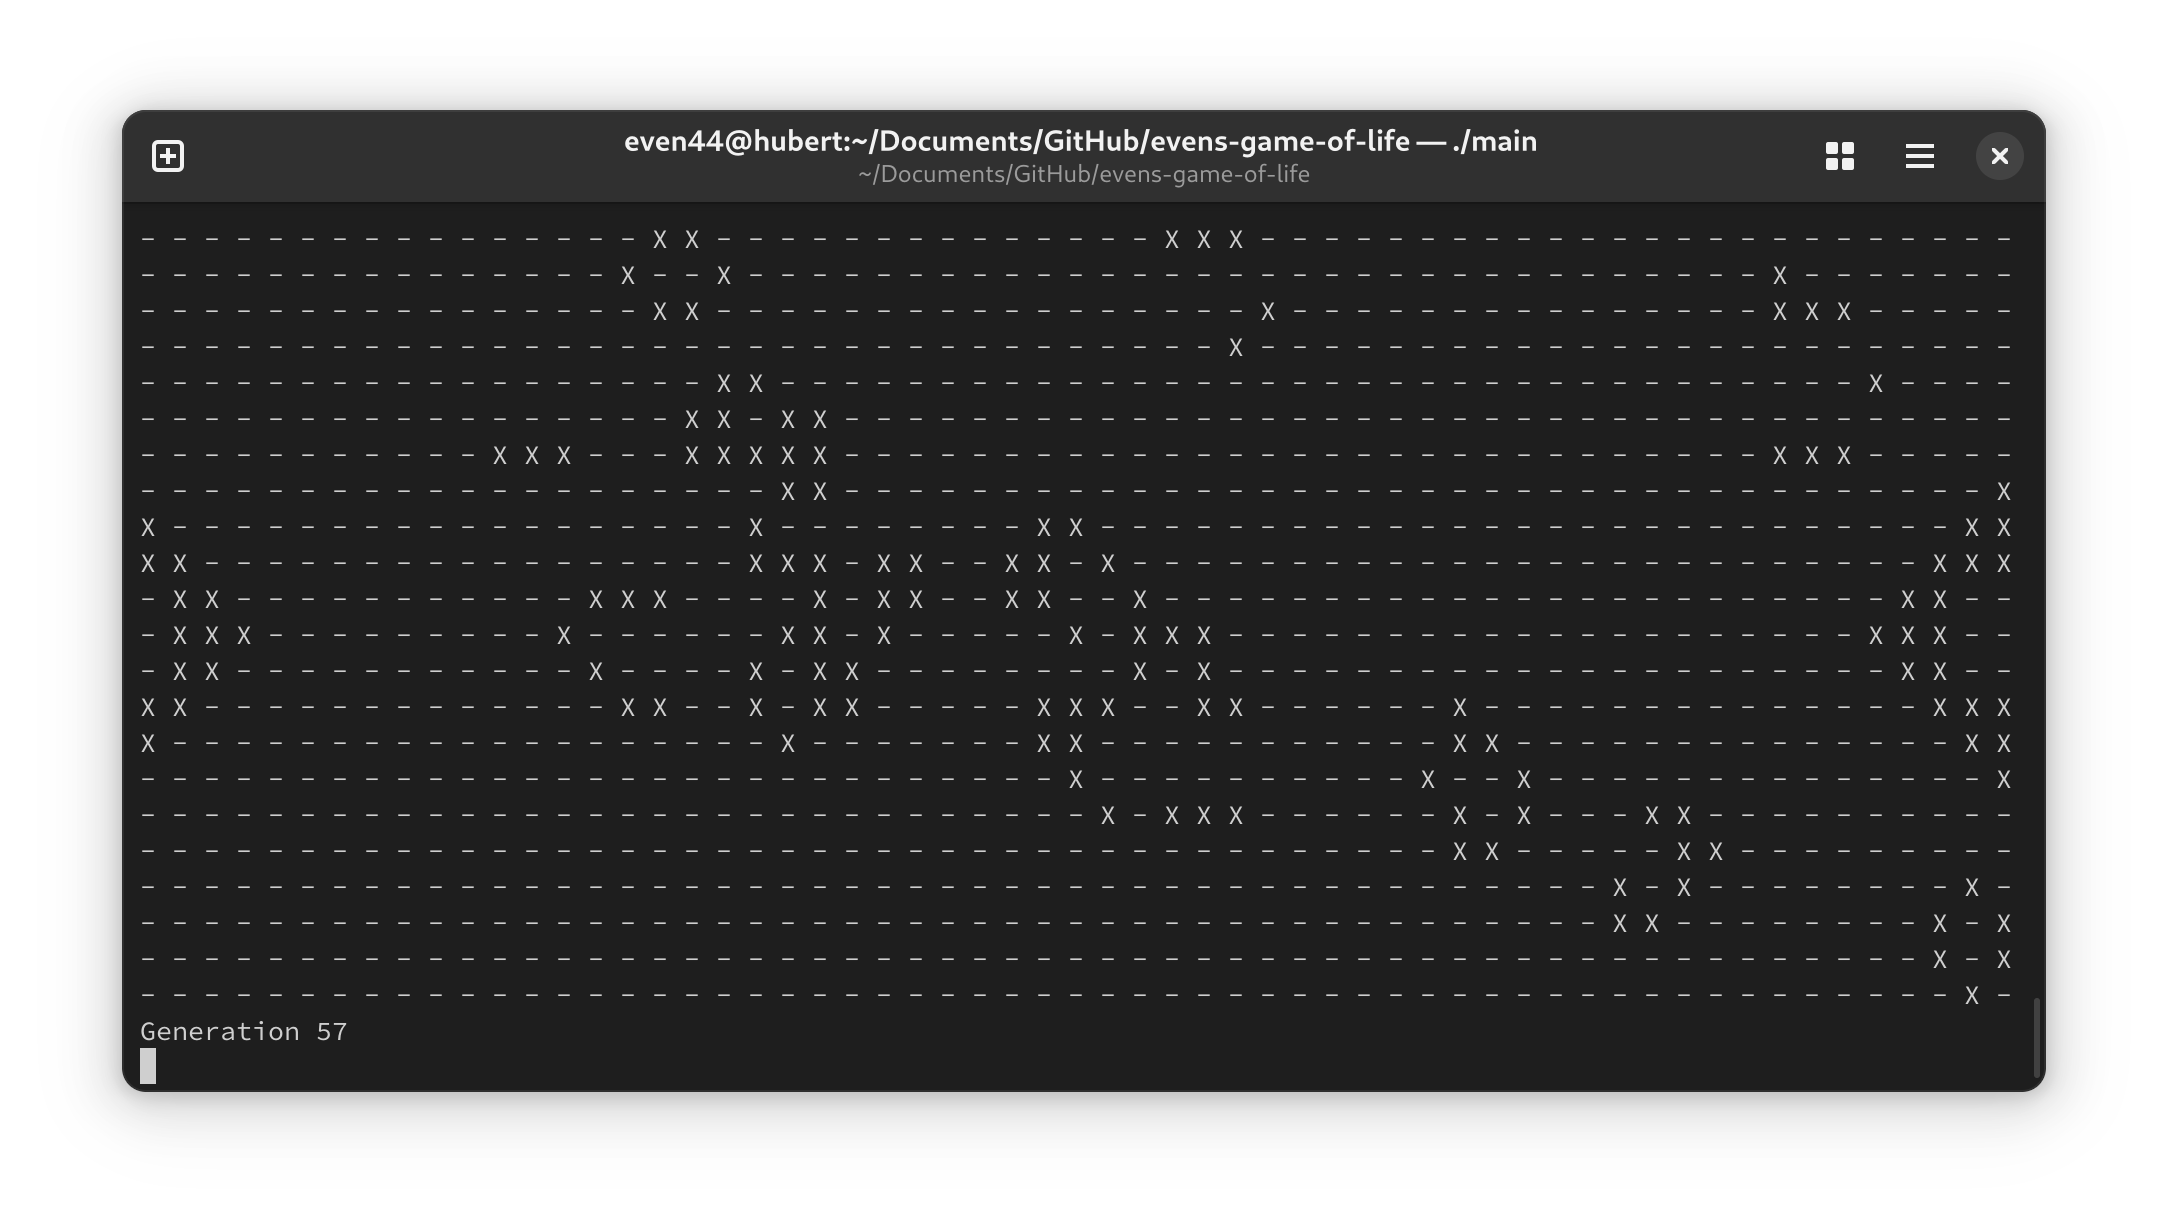 even44@hubert:~/Documents/GitHub/evens-game-of-life — ./main
~/Documents/GitHub/evens-game-of-life
- - - - - - - - - - - - - - - - X X - - - - - - - - - - - - - - X X X - - - - - - - - - - - - - - - - - - - - - - - -
- - - - - - - - - - - - - - - X - - X - - - - - - - - - - - - - - - - - - - - - - - - - - - - - - - - X - - - - - - -
- - - - - - - - - - - - - - - - X X - - - - - - - - - - - - - - - - - X - - - - - - - - - - - - - - - X X X - - - - -
- - - - - - - - - - - - - - - - - - - - - - - - - - - - - - - - - - X - - - - - - - - - - - - - - - - - - - - - - - -
- - - - - - - - - - - - - - - - - - X X - - - - - - - - - - - - - - - - - - - - - - - - - - - - - - - - - - X - - - -
- - - - - - - - - - - - - - - - - X X - X X - - - - - - - - - - - - - - - - - - - - - - - - - - - - - - - - - - - - -
- - - - - - - - - - - X X X - - - X X X X X - - - - - - - - - - - - - - - - - - - - - - - - - - - - - X X X - - - - -
- - - - - - - - - - - - - - - - - - - - X X - - - - - - - - - - - - - - - - - - - - - - - - - - - - - - - - - - - - X
X - - - - - - - - - - - - - - - - - - X - - - - - - - - X X - - - - - - - - - - - - - - - - - - - - - - - - - - - X X
X X - - - - - - - - - - - - - - - - - X X X - X X - - X X - X - - - - - - - - - - - - - - - - - - - - - - - - - X X X
- X X - - - - - - - - - - - X X X - - - - X - X X - - X X - - X - - - - - - - - - - - - - - - - - - - - - - - X X - -
- X X X - - - - - - - - - X - - - - - - X X - X - - - - - X - X X X - - - - - - - - - - - - - - - - - - - - X X X - -
- X X - - - - - - - - - - - X - - - - X - X X - - - - - - - - X - X - - - - - - - - - - - - - - - - - - - - - X X - -
X X - - - - - - - - - - - - - X X - - X - X X - - - - - X X X - - X X - - - - - - X - - - - - - - - - - - - - - X X X
X - - - - - - - - - - - - - - - - - - - X - - - - - - - X X - - - - - - - - - - - X X - - - - - - - - - - - - - - X X
- - - - - - - - - - - - - - - - - - - - - - - - - - - - - X - - - - - - - - - - X - - X - - - - - - - - - - - - - - X
- - - - - - - - - - - - - - - - - - - - - - - - - - - - - - X - X X X - - - - - - X - X - - - X X - - - - - - - - - -
- - - - - - - - - - - - - - - - - - - - - - - - - - - - - - - - - - - - - - - - - X X - - - - - X X - - - - - - - - -
- - - - - - - - - - - - - - - - - - - - - - - - - - - - - - - - - - - - - - - - - - - - - - X - X - - - - - - - - X -
- - - - - - - - - - - - - - - - - - - - - - - - - - - - - - - - - - - - - - - - - - - - - - X X - - - - - - - - X - X
- - - - - - - - - - - - - - - - - - - - - - - - - - - - - - - - - - - - - - - - - - - - - - - - - - - - - - - - X - X
- - - - - - - - - - - - - - - - - - - - - - - - - - - - - - - - - - - - - - - - - - - - - - - - - - - - - - - - - X -
Generation 57